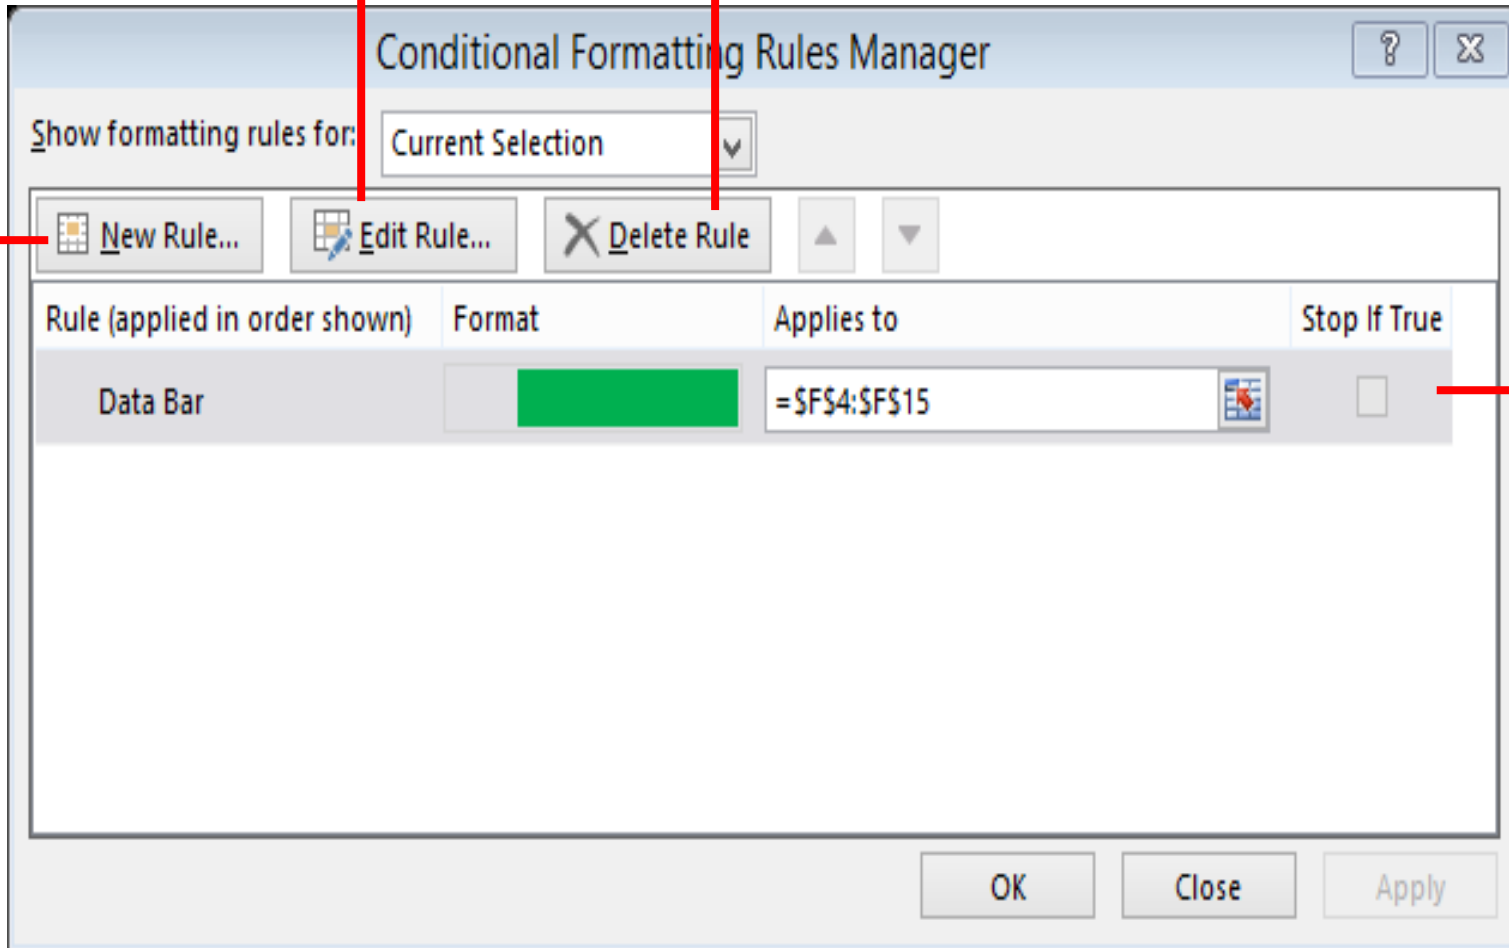 Conditional Formatting Rules Manager
Show formatting rules for: Current Selection
New Rule... Edit Rule... Delete Rule
Rule (applied in order shown) Format Applies to Stop If True
Data Bar =$F$4:$F$15
OK Close Apply